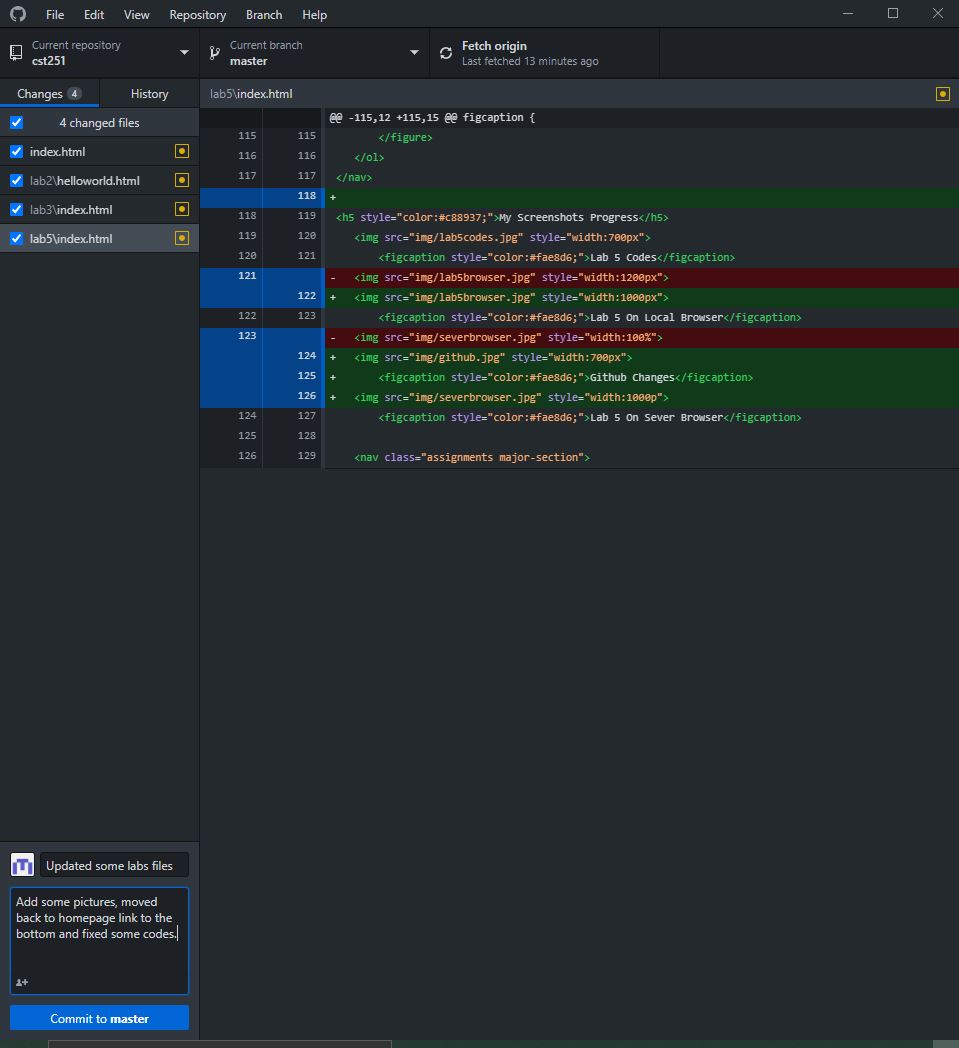 File Edit View Repository Branch Help
Current repository
cst251
Current branch
master
Fetch origin
Last fetched 13 minutes ago
Changes 4 History
4 changed files
index.html
lab2\helloworld.html
lab3\index.html
lab5\index.html
Updated some labs files
Add some pictures, moved
back to homepage link to the
bottom and fixed some codes.
Commit to master
lab5\index.html
@@ -115,12 +115,15 @@ figcaption {
115 115 </figure>
116 116 </ol>
117 117 </nav>
118 +
118 119 <h5 style="color:#c88937;">My Screenshots Progress</h5>
119 120 <img src="img/lab5codes.jpg" style="width:700px">
120 121 <figcaption style="color:#fae8d6;">Lab 5 Codes</figcaption>
121 - <img src="img/lab5browser.jpg" style="width:1200px">
122 + <img src="img/lab5browser.jpg" style="width:1000px">
122 123 <figcaption style="color:#fae8d6;">Lab 5 On Local Browser</figcaption>
123 - <img src="img/severbrowser.jpg" style="width:100%">
124 + <img src="img/github.jpg" style="width:700px">
125 + <figcaption style="color:#fae8d6;">Github Changes</figcaption>
126 + <img src="img/severbrowser.jpg" style="width:1000p">
124 127 <figcaption style="color:#fae8d6;">Lab 5 On Sever Browser</figcaption>
125 128
126 129 <nav class="assignments major-section">